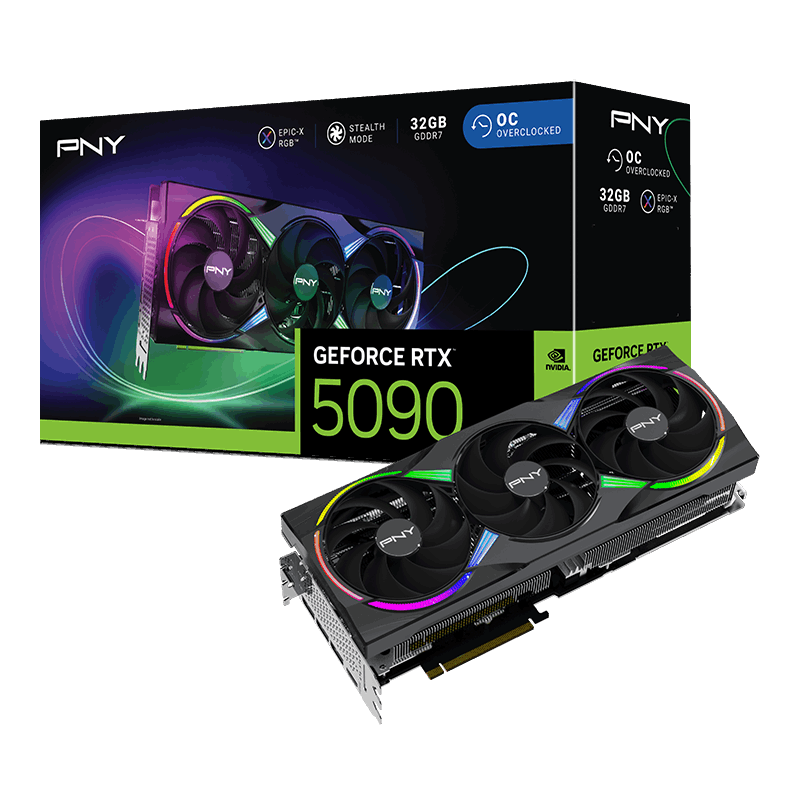 PNY
EPIC-X
RGB™
STEALTH
MODE
32GB
GDDR7
OC
OVERCLOCKED
PNY
PNY
PNY
GEFORCE RTX™
5090
NVIDIA.
PNY
OC
OVERCLOCKED
32GB
GDDR7
EPIC-X
RGB™
GEFORCE RTX™
PNY
PNY
PNY